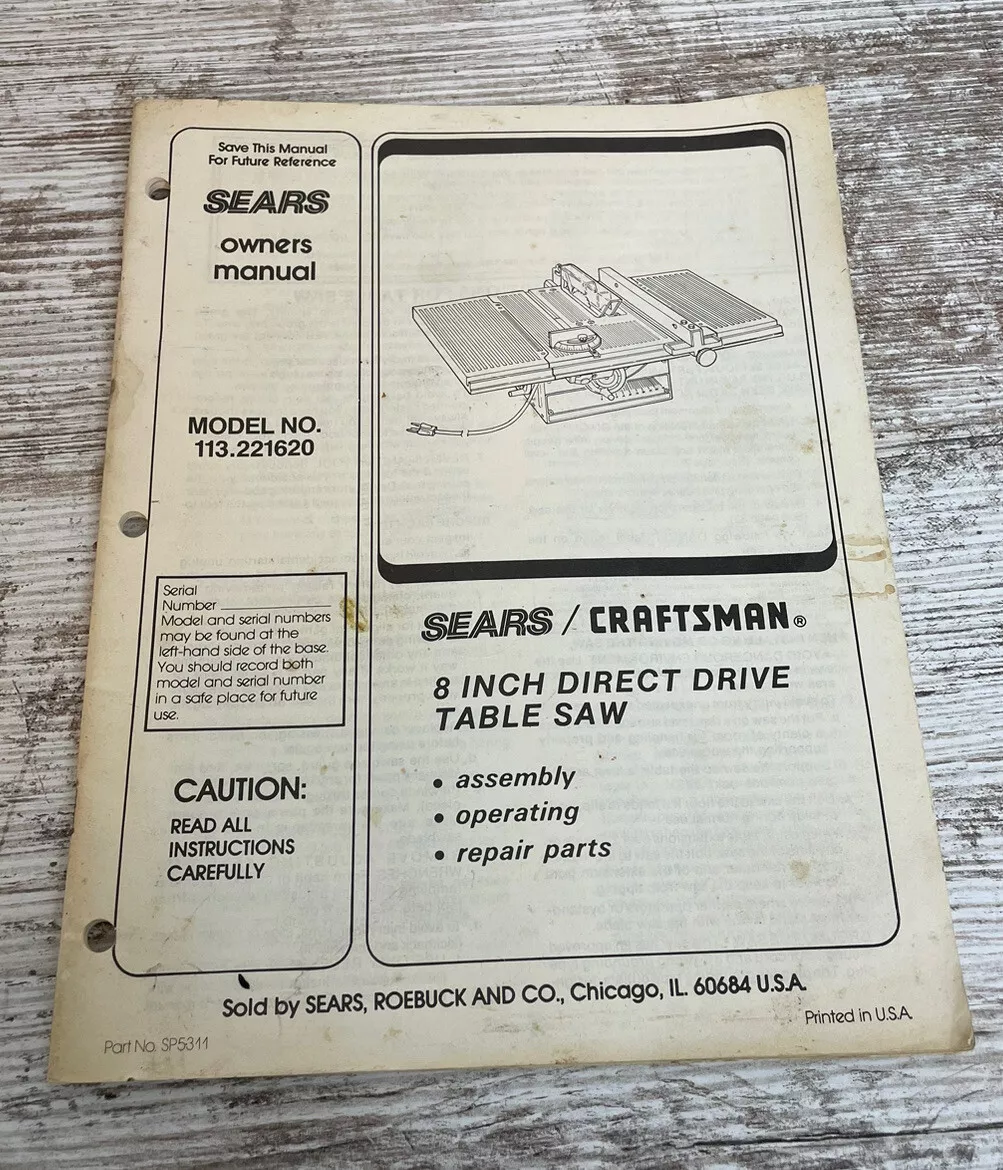 Save This Manual
For Future Reference
SEARS
owners
manual
MODEL NO.
113.221620
Serial
Number
Model and serial numbers
may be found at the
left-hand side of the base.
You should record both
model and serial number
in a safe place for future
use.
CAUTION:
READ ALL
INSTRUCTIONS
CAREFULLY
SEARS / CRAFTSMAN®
8 INCH DIRECT DRIVE
TABLE SAW
• assembly
• operating
• repair parts
Sold by SEARS, ROEBUCK AND CO., Chicago, IL. 60684 U.S.A.
Part No. SP5311
Printed in U.S.A.